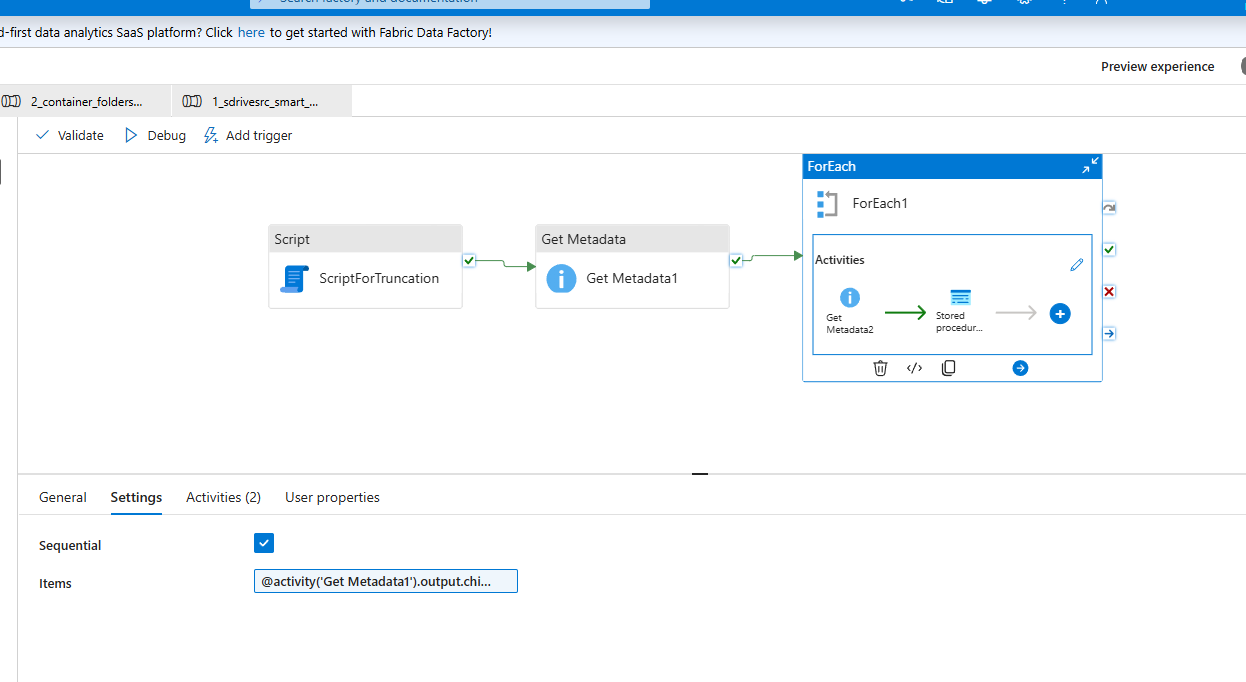 Search factory and documentation
d-first data analytics SaaS platform? Click here to get started with Fabric Data Factory!
Preview experience
2_container_folders...
1_sdrivesrc_smart_...
Validate
Debug
Add trigger
ForEach
ForEach1
Script
ScriptForTruncation
Get Metadata
Get Metadata1
Activities
Get
Metadata2
Stored
procedur...
General
Settings
Activities (2)
User properties
Sequential
Items
@activity('Get Metadata1').output.chi...